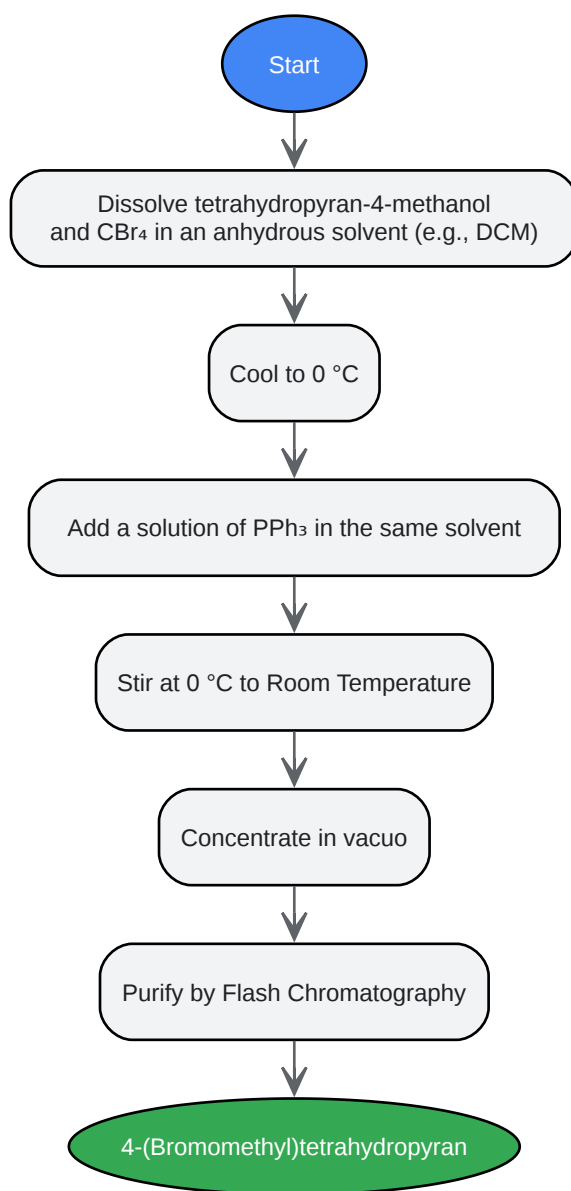 Start
Dissolve tetrahydropyran-4-methanol
and CBr₄ in an anhydrous solvent (e.g., DCM)
Cool to 0 °C
Add a solution of PPh₃ in the same solvent
Stir at 0 °C to Room Temperature
Concentrate in vacuo
Purify by Flash Chromatography
4-(Bromomethyl)tetrahydropyran